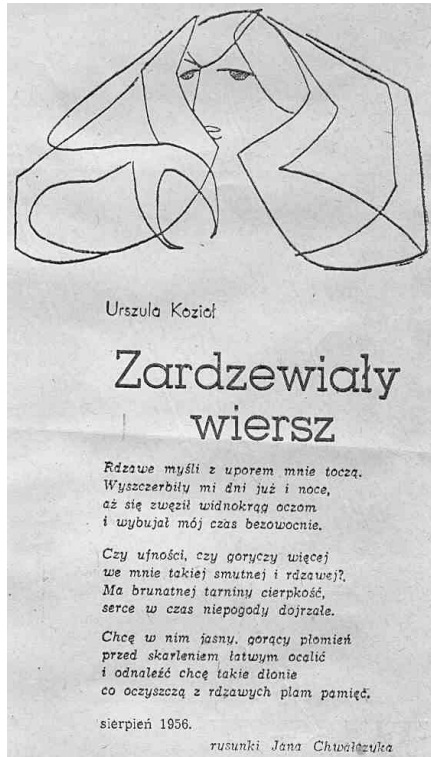 Urszula Kozioł
Zardzewiały
wiersz
Rdzawe myśli z uporem mnie toczą.
Wyszczerbiły mi dni już i noce,
aż się zwęził widnokrąg oczom
i wybujał mój czas bezowocnie.
Czy ufności, czy goryczy więcej
we mnie takiej smutnej i rdzawej?.
Ma brunatnej tarniny cierpkość,
serce w czas niepogody dojrzałe.
Chcę w nim jasny, gorący płomień
przed skarleniem łatwym ocalić
i odnaleźć chcę takie dłonie
co oczyszczą z rdzawych plam pamięć.
sierpień 1956.
rysunki Jana Chwałczyka